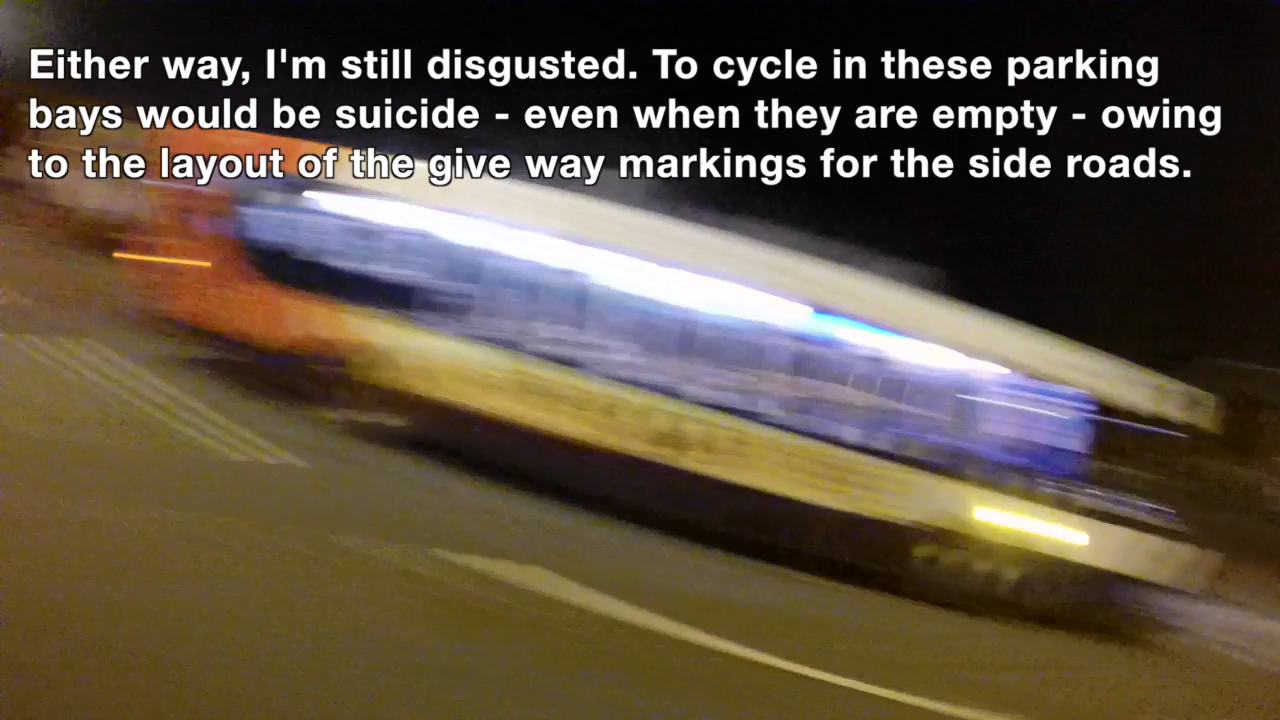 Either way, I'm still disgusted. To cycle in these parking
bays would be suicide - even when they are empty - owing
to the layout of the give way markings for the side roads.